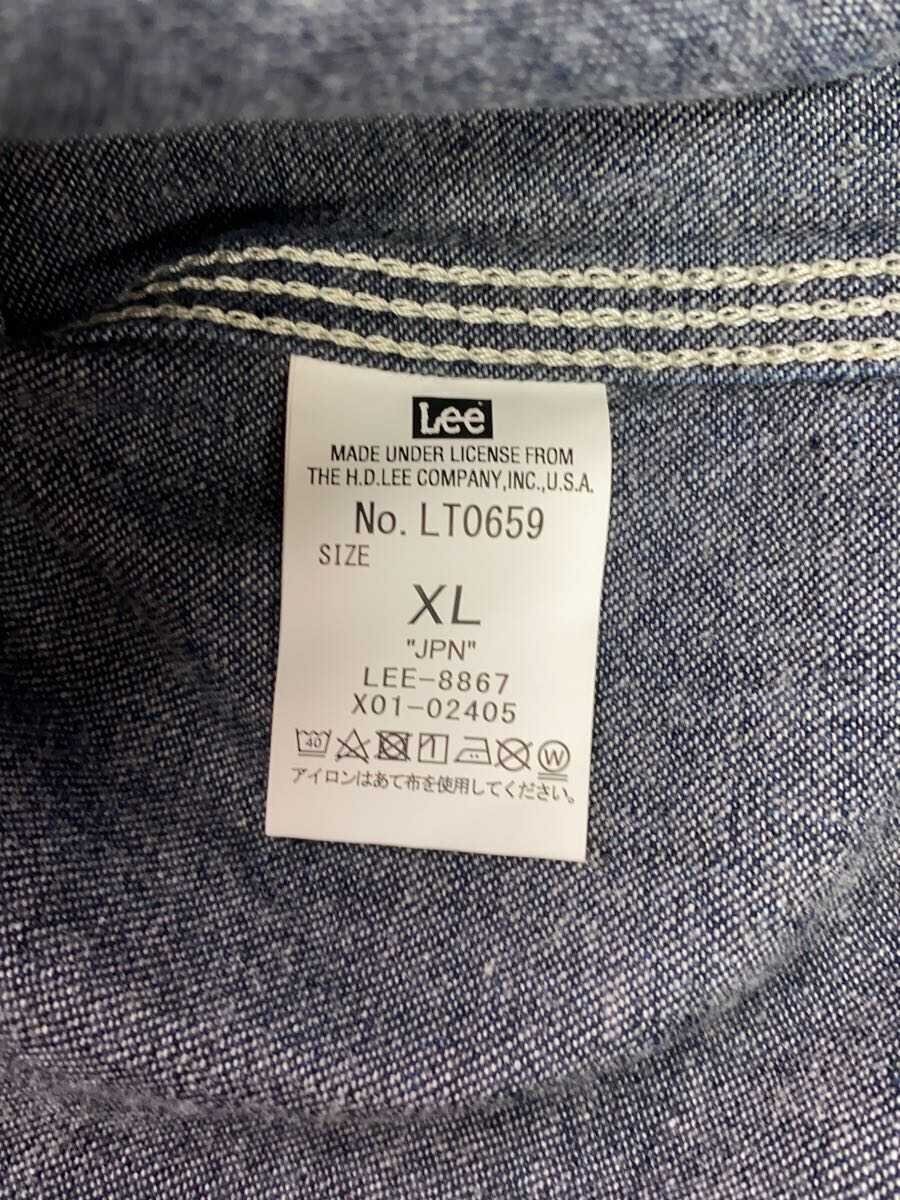 Lee
MADE UNDER LICENSE FROM
THE H.D.LEE COMPANY,INC.,U.S.A.
No. LT0659
SIZE
XL
"JPN"
LEE-8867
X01-02405
40 W
アイロンはあて布を使用してください。